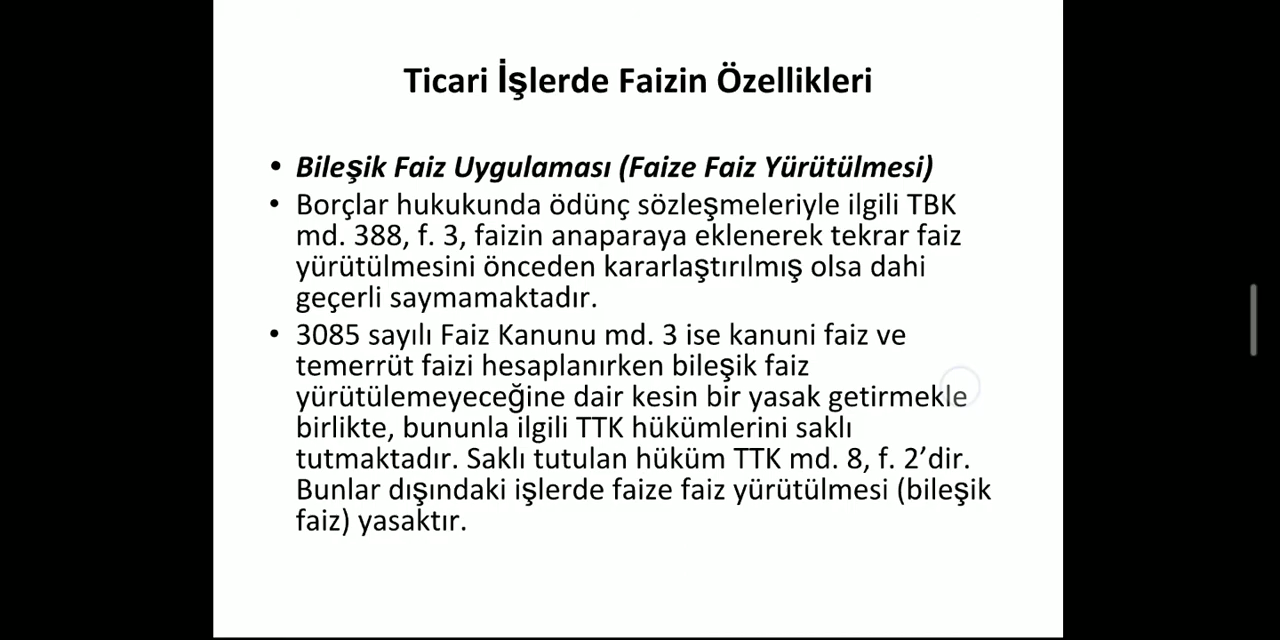 Ticari İşlerde Faizin Özellikleri
• Bileşik Faiz Uygulaması (Faize Faiz Yürütülmesi)
• Borçlar hukukunda ödünç sözleşmeleriyle ilgili TBK
md. 388, f. 3, faizin anaparaya eklenerek tekrar faiz
yürütülmesini önceden kararlaştırılmış olsa dahi
geçerli saymamaktadır.
• 3085 sayılı Faiz Kanunu md. 3 ise kanuni faiz ve
temerrüt faizi hesaplanırken bileşik faiz
yürütülemeyeceğine dair kesin bir yasak getirmekle
birlikte, bununla ilgili TTK hükümlerini saklı
tutmaktadır. Saklı tutulan hüküm TTK md. 8, f. 2’dir.
Bunlar dışındaki işlerde faize faiz yürütülmesi (bileşik
faiz) yasaktır.